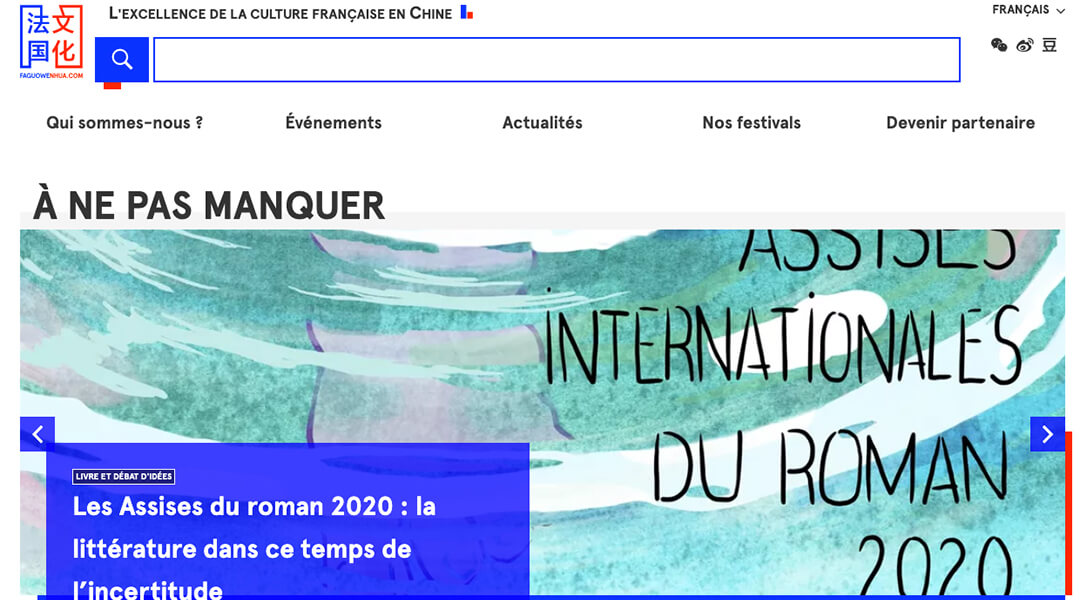 法文
国化
FAGUOWENHUA.COM
L'EXCELLENCE DE LA CULTURE FRANÇAISE EN CHINE
FRANÇAIS
豆
Qui sommes-nous ?
Événements
Actualités
Nos festivals
Devenir partenaire
À NE PAS MANQUER
ASSISES
INTERNATIONALES
DU ROMAN
2020
LIVRE ET DÉBAT D'IDÉES
Les Assises du roman 2020 : la
littérature dans ce temps de
l’incertitude